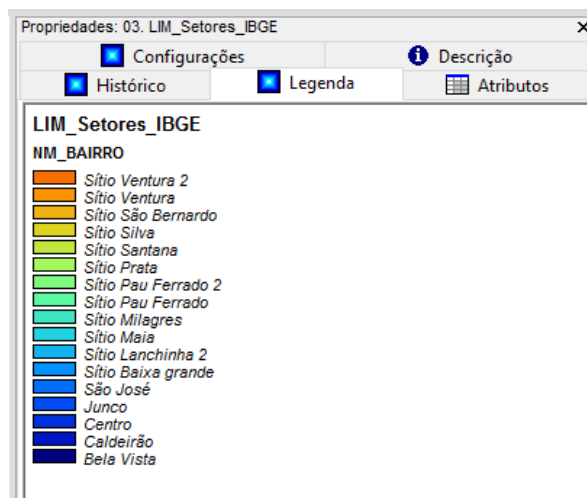 Propriedades: 03. LIM_Setores_IBGE
Configurações
Descrição
Histórico
Legenda
Atributos
LIM_Setores_IBGE
NM_BAIRRO
Sítio Ventura 2
Sítio Ventura
Sítio São Bernardo
Sítio Silva
Sítio Santana
Sítio Prata
Sítio Pau Ferrado 2
Sítio Pau Ferrado
Sítio Milagres
Sítio Maia
Sítio Lanchinha 2
Sítio Baixa grande
São José
Junco
Centro
Caldeirão
Bela Vista